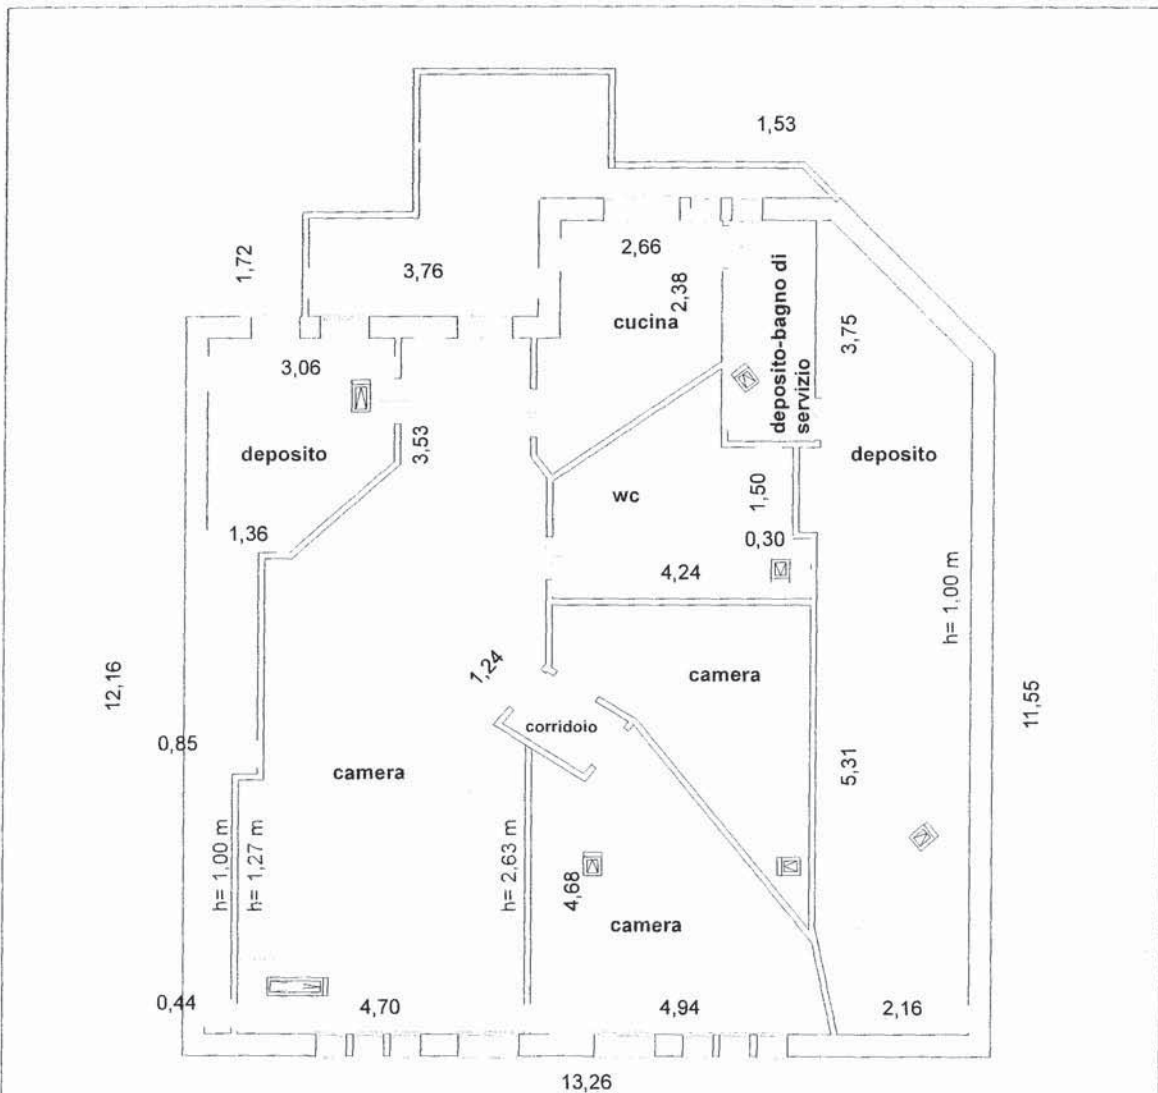 1,53
2,66
1,72
3,76
2,38
cucina
deposito-bagno di
servizio
3,75
3,06
3,53
deposito
deposito
wc
1,50
1,36
0,30
4,24
h= 1,00 m
1,24
camera
12,16
11,55
corridoio
0,85
camera
5,31
h= 1,00 m
h= 1,27 m
h= 2,63 m
4,68
camera
0,44
4,70
4,94
2,16
13,26